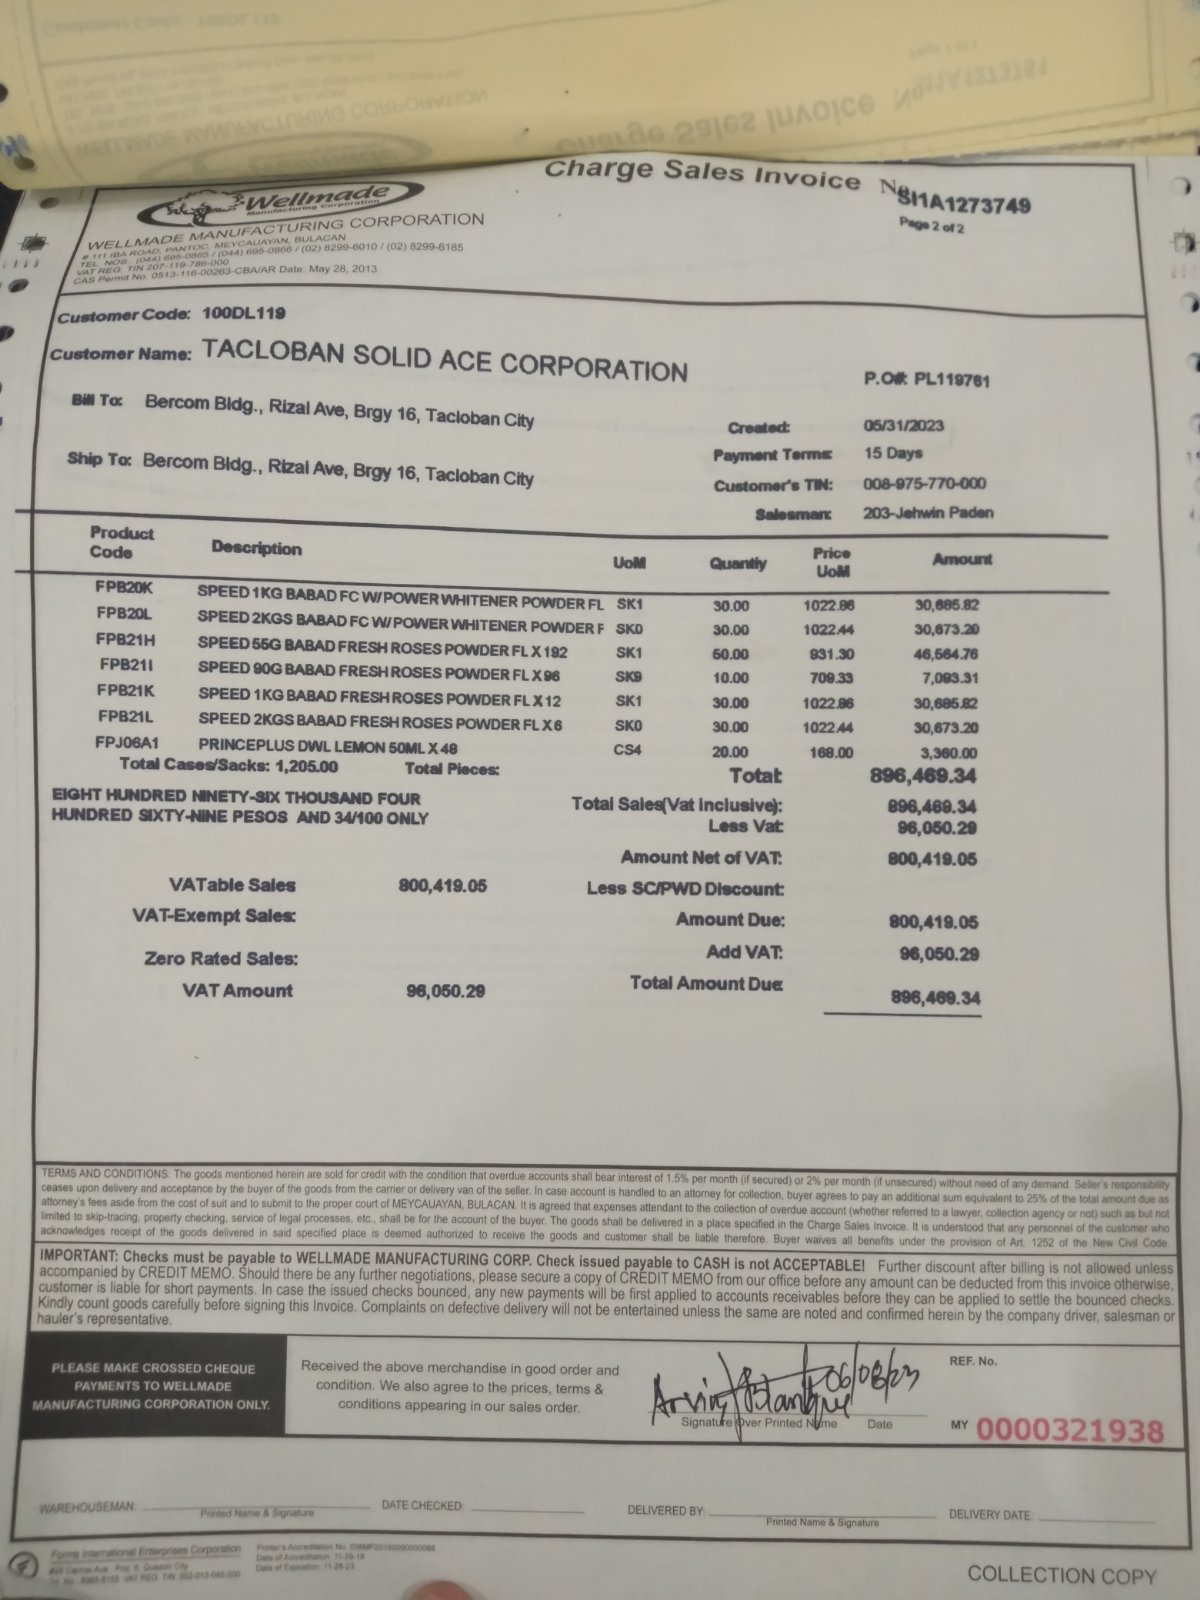 Charge Sales Invoice
No SI1A1273749
Page 2 of 2
Wellmade
Manufacturing Corporation
WELLMADE MANUFACTURING CORPORATION
# 111 IBA ROAD, PANTOC, MEYCAUAYAN, BULACAN
TEL. NOS. (044) 695-0865 / (044) 695-0866 / (02) 8299-6010 / (02) 8299-6185
VAT REG. TIN 207-119-786-000
CAS Permit No. 0513-116-00263-CBA/AR Date: May 28, 2013
Customer Code: 100DL119
Customer Name: TACLOBAN SOLID ACE CORPORATION
P.O#: PL119761
Bill To: Bercom Bldg., Rizal Ave, Brgy 16, Tacloban City
Created: 05/31/2023
Payment Terms: 15 Days
Ship To: Bercom Bldg., Rizal Ave, Brgy 16, Tacloban City
Customer's TIN: 008-975-770-000
Salesman: 203-Jehwin Paden
Product Code Description UoM Quantiy Price UoM Amount
FPB20K SPEED 1KG BABAD FC W/POWER WHITENER POWDER FL SK1 30.00 1022.86 30,685.82
FPB20L SPEED 2KGS BABAD FC W/POWER WHITENER POWDER F SK0 30.00 1022.44 30,673.20
FPB21H SPEED 55G BABAD FRESH ROSES POWDER FL X 192 SK1 50.00 931.30 46,564.76
FPB21I SPEED 90G BABAD FRESH ROSES POWDER FL X 96 SK9 10.00 709.33 7,093.31
FPB21K SPEED 1KG BABAD FRESH ROSES POWDER FL X 12 SK1 30.00 1022.86 30,685.82
FPB21L SPEED 2KGS BABAD FRESH ROSES POWDER FL X 6 SK0 30.00 1022.44 30,673.20
FPJ06A1 PRINCEPLUS DWL LEMON 50ML X 48 CS4 20.00 168.00 3,360.00
Total Cases/Sacks: 1,205.00 Total Pieces: Total: 896,469.34
EIGHT HUNDRED NINETY-SIX THOUSAND FOUR
HUNDRED SIXTY-NINE PESOS AND 34/100 ONLY
Total Sales(Vat Inclusive): 896,469.34
Less Vat: 96,050.29
Amount Net of VAT: 800,419.05
VATable Sales 800,419.05 Less SC/PWD Discount:
VAT-Exempt Sales: Amount Due: 800,419.05
Zero Rated Sales: Add VAT: 96,050.29
VAT Amount 96,050.29 Total Amount Due: 896,469.34
TERMS AND CONDITIONS: The goods mentioned herein are sold for credit with the condition that overdue accounts shall bear interest of 1.5% per month (if secured) or 2% per month (if unsecured) without need of any demand. Seller's responsibility
ceases upon delivery and acceptance by the buyer of the goods from the carrier or delivery van of the seller. In case account is handled to an attorney for collection, buyer agrees to pay an additional sum equivalent to 25% of the total amount due as
attorney's fees aside from the cost of suit and to submit to the proper court of MEYCAUAYAN, BULACAN. It is agreed that expenses attendant to the collection of overdue account (whether referred to a lawyer, collection agency or not) such as but not
limited to skip-tracing, property checking, service of legal processes, etc., shall be for the account of the buyer. The goods shall be delivered in a place specified in the Charge Sales Invoice. It is understood that any personnel of the customer who
acknowledges receipt of the goods delivered in said specified place is deemed authorized to receive the goods and customer shall be liable therefore. Buyer waives all benefits under the provision of Art. 1252 of the New Civil Code.
IMPORTANT: Checks must be payable to WELLMADE MANUFACTURING CORP. Check issued payable to CASH is not ACCEPTABLE! Further discount after billing is not allowed unless
accompanied by CREDIT MEMO. Should there be any further negotiations, please secure a copy of CREDIT MEMO from our office before any amount can be deducted from this invoice otherwise,
customer is liable for short payments. In case the issued checks bounced, any new payments will be first applied to accounts receivables before they can be applied to settle the bounced checks.
Kindly count goods carefully before signing this Invoice. Complaints on defective delivery will not be entertained unless the same are noted and confirmed herein by the company driver, salesman or
hauler's representative.
PLEASE MAKE CROSSED CHEQUE
PAYMENTS TO WELLMADE
MANUFACTURING CORPORATION ONLY.
Received the above merchandise in good order and
condition. We also agree to the prices, terms &
conditions appearing in our sales order.
06/08/23
Signature Over Printed Name Date
REF. No.
MY 0000321938
WAREHOUSEMAN: DATE CHECKED: DELIVERED BY: DELIVERY DATE:
Printed Name & Signature Printed Name & Signature
Forms International Enterprises Corporation
Date of Accreditation: 11-29-18
Date of Expiration: 11-28-23
COLLECTION COPY